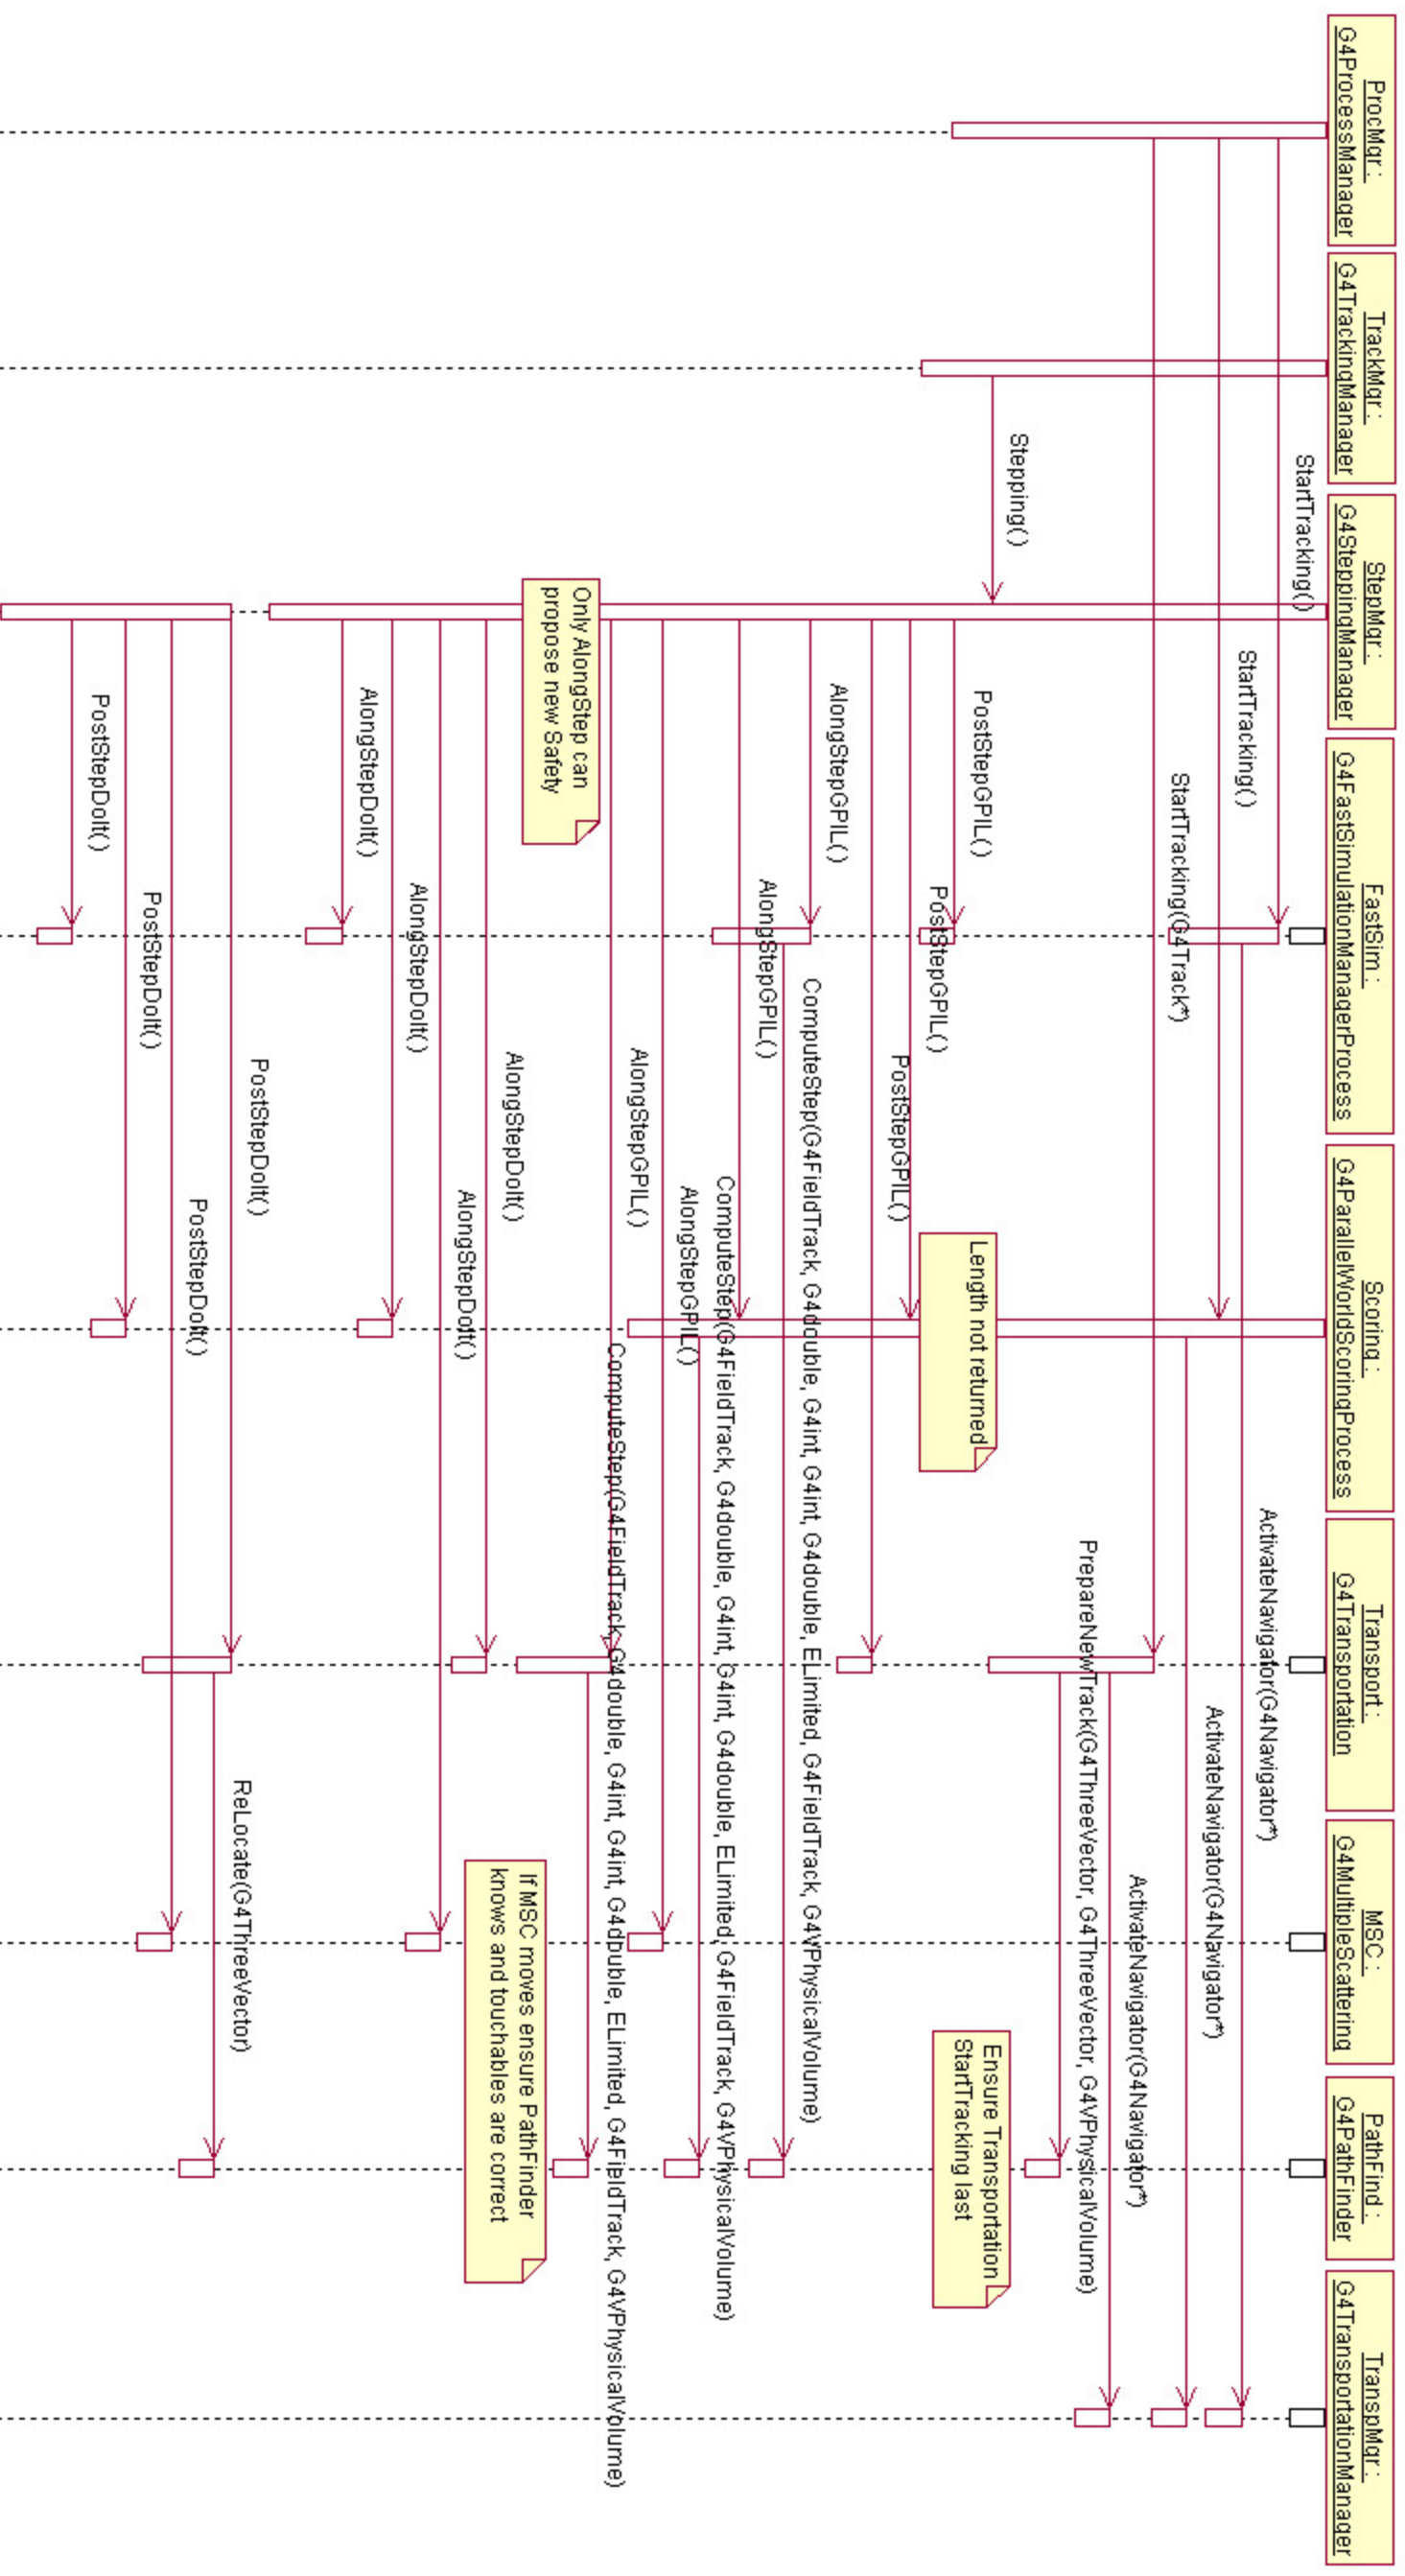 ProcMgr :
G4ProcessManager
TrackMgr :
G4TrackingManager
StepMgr :
G4SteppingManager
FastSim :
G4FastSimulationManagerProcess
Scoring :
G4ParallelWorldScoringProcess
Transport :
G4Transportation
MSC :
G4MultipleScattering
PathFind :
G4PathFinder
TranspMgr :
G4TransportationManager
StartTracking( )
ActivateNavigator(G4Navigator*)
StartTracking( )
ActivateNavigator(G4Navigator*)
StartTracking(G4Track*)
ActivateNavigator(G4Navigator*)
PrepareNewTrack(G4ThreeVector, G4ThreeVector, G4VPhysicalVolume)
Ensure Transportation
StartTracking last
Stepping( )
PostStepGPIL( )
Length not returned
PostStepGPIL( )
PostStepGPIL( )
AlongStepGPIL( )
ComputeStep(G4FieldTrack, G4double, G4int, G4int, G4double, ELimited, G4FieldTrack, G4VPhysicalVolume)
AlongStepGPIL( )
ComputeStep(G4FieldTrack, G4double, G4int, G4int, G4double, ELimited, G4FieldTrack, G4VPhysicalVolume)
AlongStepGPIL( )
AlongStepGPIL( )
ComputeStep(G4FieldTrack, G4double, G4int, G4int, G4double, ELimited, G4FieldTrack, G4VPhysicalVolume)
Only AlongStep can
propose new Safety
If MSC moves ensure PathFinder
knows and touchables are correct
AlongStepDoIt( )
AlongStepDoIt( )
AlongStepDoIt( )
AlongStepDoIt( )
PostStepDoIt( )
ReLocate(G4ThreeVector)
PostStepDoIt( )
PostStepDoIt( )
PostStepDoIt( )